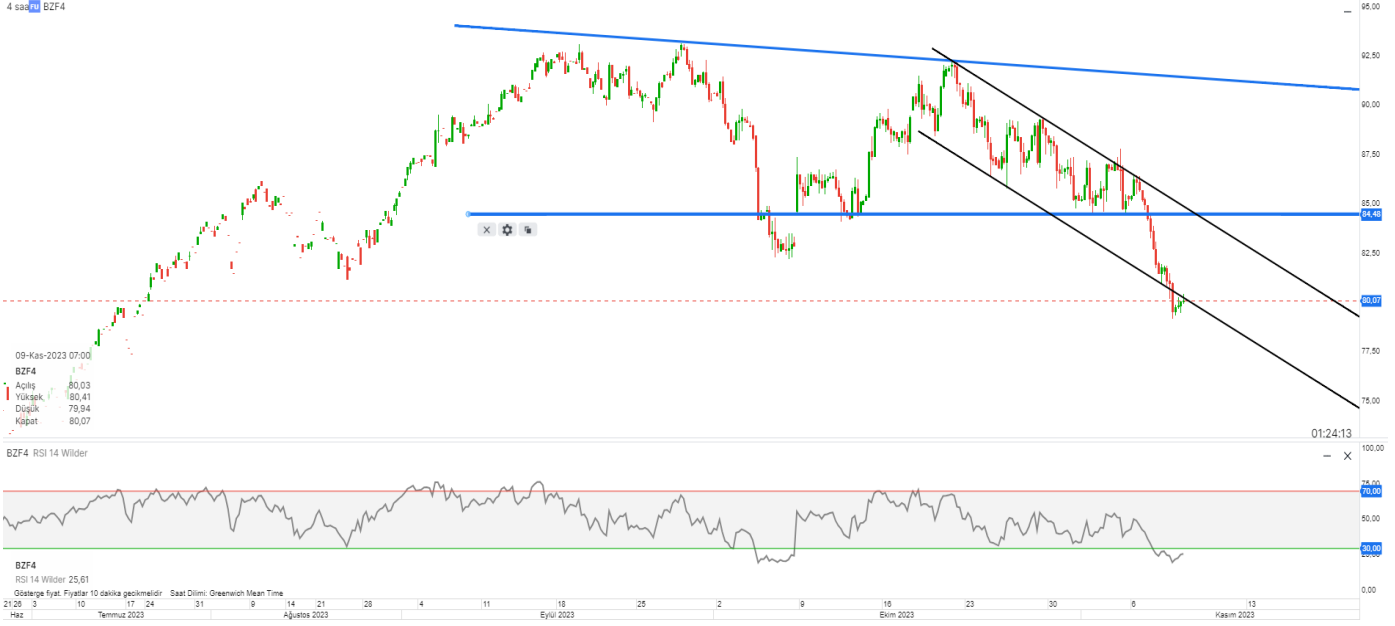 4 saa FU BZF4
95,00
92,50
90,00
87,50
85,00
84,48
82,50
80,07
77,50
75,00
09-Kas-2023 07:00
BZF4
Açılış 80,03
Yüksek 80,41
Düşük 79,94
Kapat 80,07
01:24:13
BZF4 RSI 14 Wilder
100,00
75,00
70,00
50,00
30,00
25,00
0,00
BZF4
RSI 14 Wilder 25,61
Gösterge fiyat. Fiyatlar 10 dakika gecikmelidir Saat Dilimi: Greenwich Mean Time
21 26 3 10 17 24 31 9 14 21 28 4 11 18 25 2 9 16 23 30 6 13
Haz Temmuz 2023 Ağustos 2023 Eylül 2023 Ekim 2023 Kasım 2023